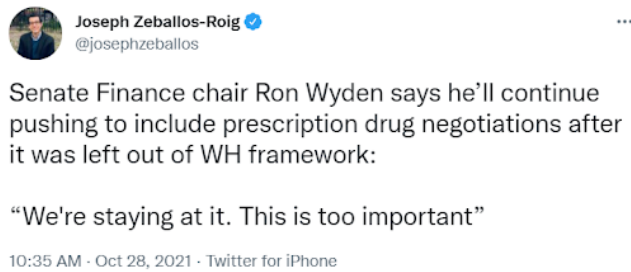 Joseph Zeballos-Roig
@josephzeballos
Senate Finance chair Ron Wyden says he’ll continue
pushing to include prescription drug negotiations after
it was left out of WH framework:
“We're staying at it. This is too important”
10:35 AM · Oct 28, 2021 · Twitter for iPhone